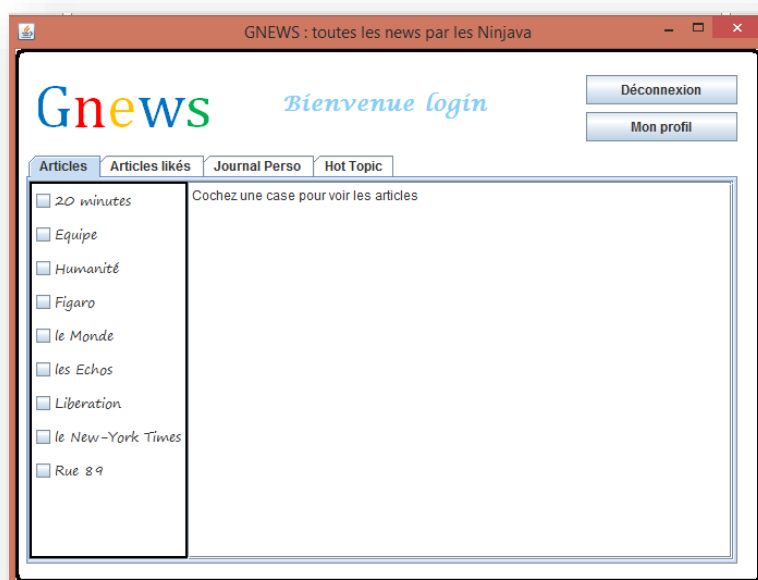 GNEWS : toutes les news par les Ninjava
Gnews
Bienvenue login
Déconnexion
Mon profil
Articles
Articles likés
Journal Perso
Hot Topic
20 minutes
Equipe
Humanité
Figaro
le Monde
les Echos
Liberation
le New-York Times
Rue 89
Cochez une case pour voir les articles